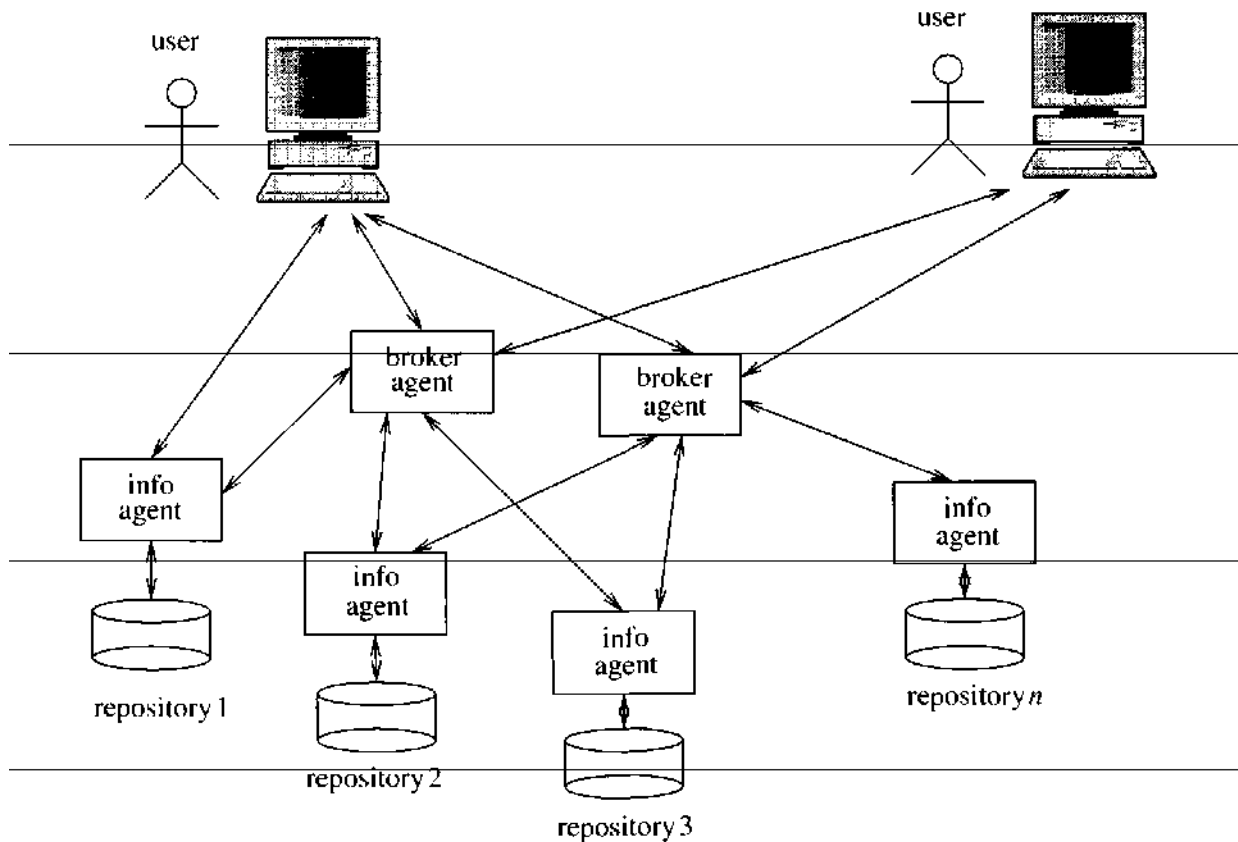 user
user
broker
agent
broker
agent
info
agent
info
agent
info
agent
info
agent
repository 1
repository 2
repository 3
repository n